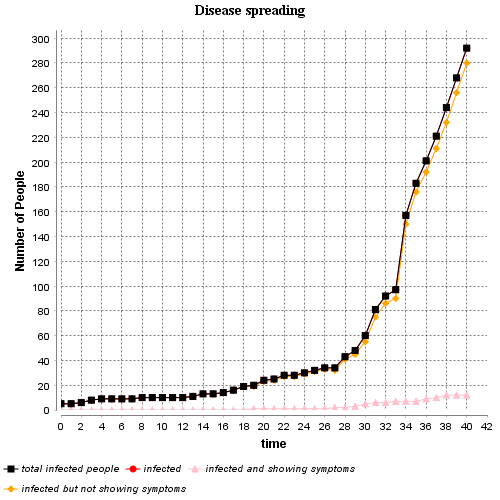 Disease spreading
300
280
260
240
220
200
180
160
140
120
100
80
60
40
20
0
Number of People
0 2 4 6 8 10 12 14 16 18 20 22 24 26 28 30 32 34 36 38 40 42
time
total infected people infected infected and showing symptoms
infected but not showing symptoms